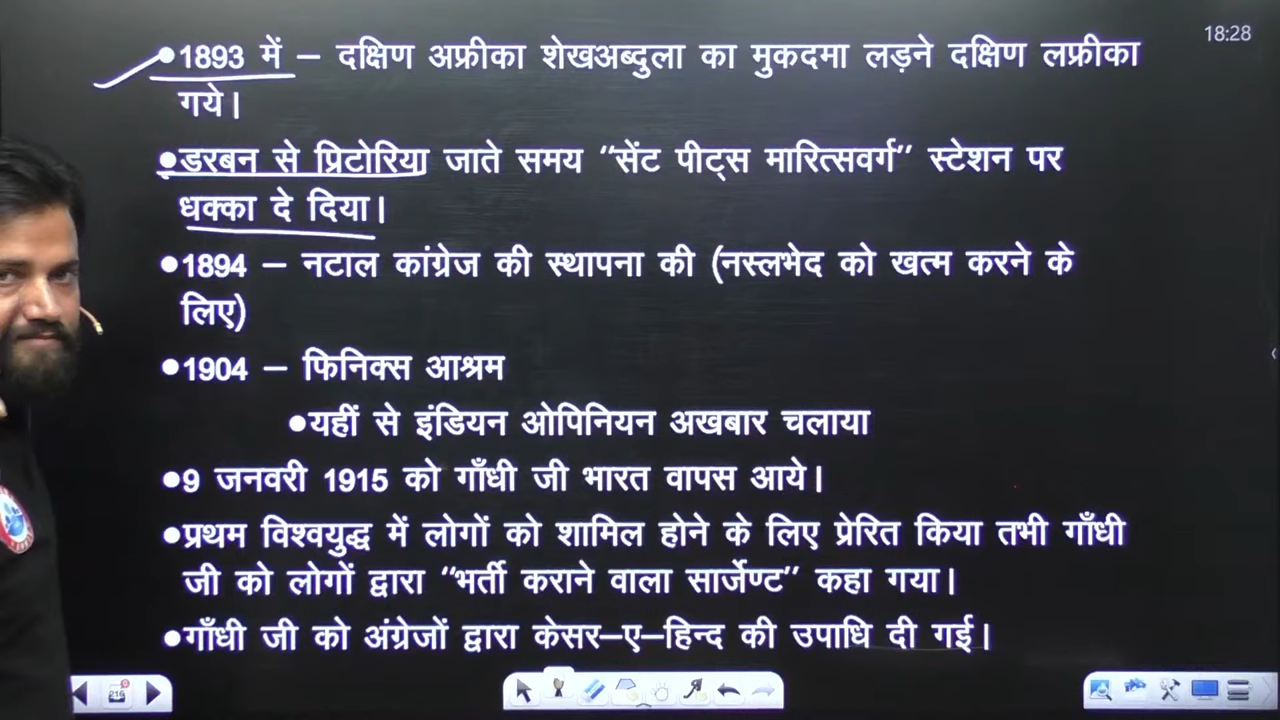 18:28
•1893 में – दक्षिण अफ्रीका शेखअब्दुला का मुकदमा लड़ने दक्षिण लफ्रीका
गये।
•डरबन से प्रिटोरिया जाते समय "सेंट पीट्स मारित्सवर्ग" स्टेशन पर
धक्का दे दिया।
•1894 – नटाल कांग्रेज की स्थापना की (नस्लभेद को खत्म करने के
लिए)
•1904 – फिनिक्स आश्रम
•यहीं से इंडियन ओपिनियन अखबार चलाया
•9 जनवरी 1915 को गाँधी जी भारत वापस आये।
•प्रथम विश्वयुद्ध में लोगों को शामिल होने के लिए प्रेरित किया तभी गाँधी
जी को लोगों द्वारा "भर्ती कराने वाला सार्जेण्ट" कहा गया।
•गाँधी जी को अंग्रेजों द्वारा केसर–ए–हिन्द की उपाधि दी गई।
216